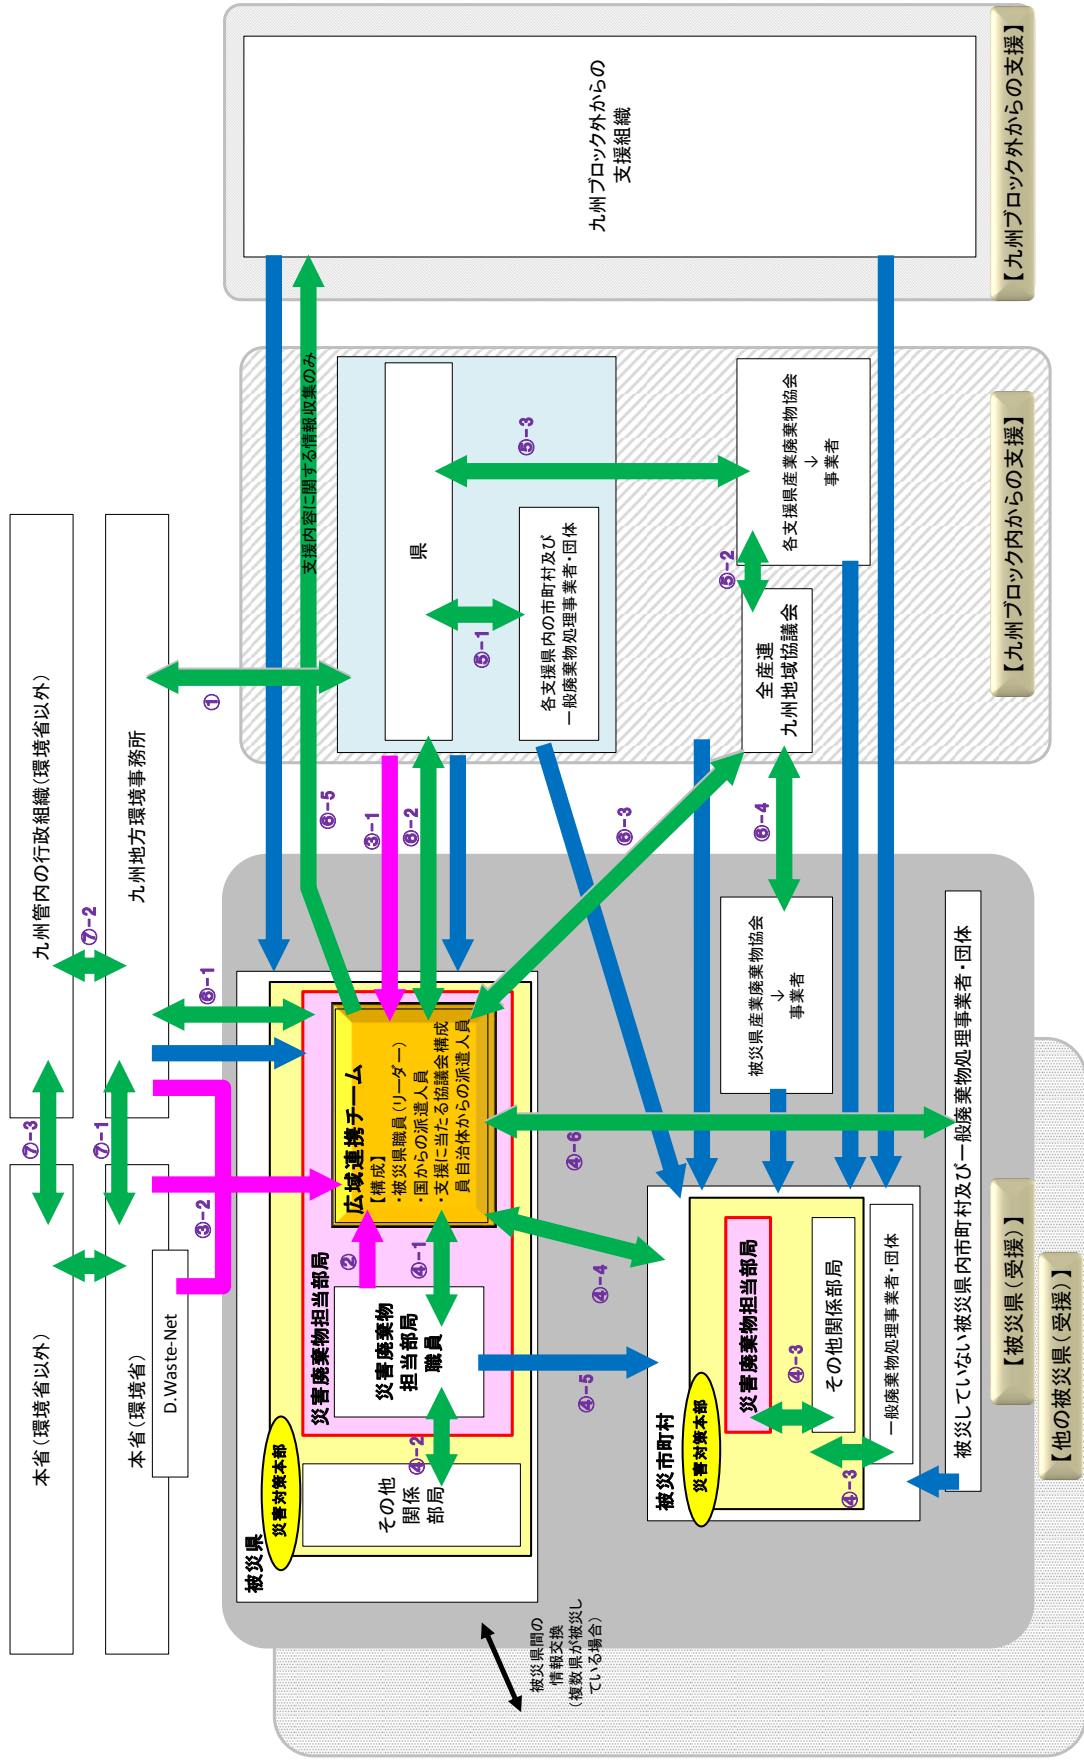 本省(環境省以外)
九州管内の行政組織(環境省以外)
⑦-3
⑦-2
本省(環境省)
D.Waste-Net
九州地方環境事務所
⑦-1
③-2
⑥-1
①
被災県
災害対策本部
その他
関係
部局
④-2
災害廃棄物担当部局
災害廃棄物
担当部局
職員
②
④-1
広域連携チーム
【構成】
・被災県職員(リーダー)
・国からの派遣人員
・支援に当たる協議会構成
員自治体からの派遣人員
⑥-5
支援内容に関する情報収集のみ
③-1
⑥-2
⑥-3
⑥-4
県
⑤-1
各支援県内の市町村及び
一般廃棄物処理事業者・団体
⑤-3
全産連
九州地域協議会
⑤-2
各支援県産業廃棄物協会
↓
事業者
九州ブロック外からの
支援組織
被災県間の
情報交換
(複数県が被災し
ている場合)
④-5
④-4
④-6
被災市町村
災害対策本部
災害廃棄物担当部局
④-3
その他関係部局
④-3
一般廃棄物処理事業者・団体
被災県産業廃棄物協会
↓
事業者
被災していない被災県内市町村及び一般廃棄物処理事業者・団体
【被災県(受援)】
【他の被災県(受援)】
【九州ブロック内からの支援】
【九州ブロック外からの支援】